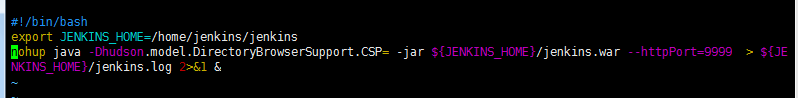 #!/bin/bash
export JENKINS_HOME=/home/jenkins/jenkins
nohup java -Dhudson.model.DirectoryBrowserSupport.CSP= -jar ${JENKINS_HOME}/jenkins.war --httpPort=9999  > ${JE
NKINS_HOME}/jenkins.log 2>&1 &
~
~